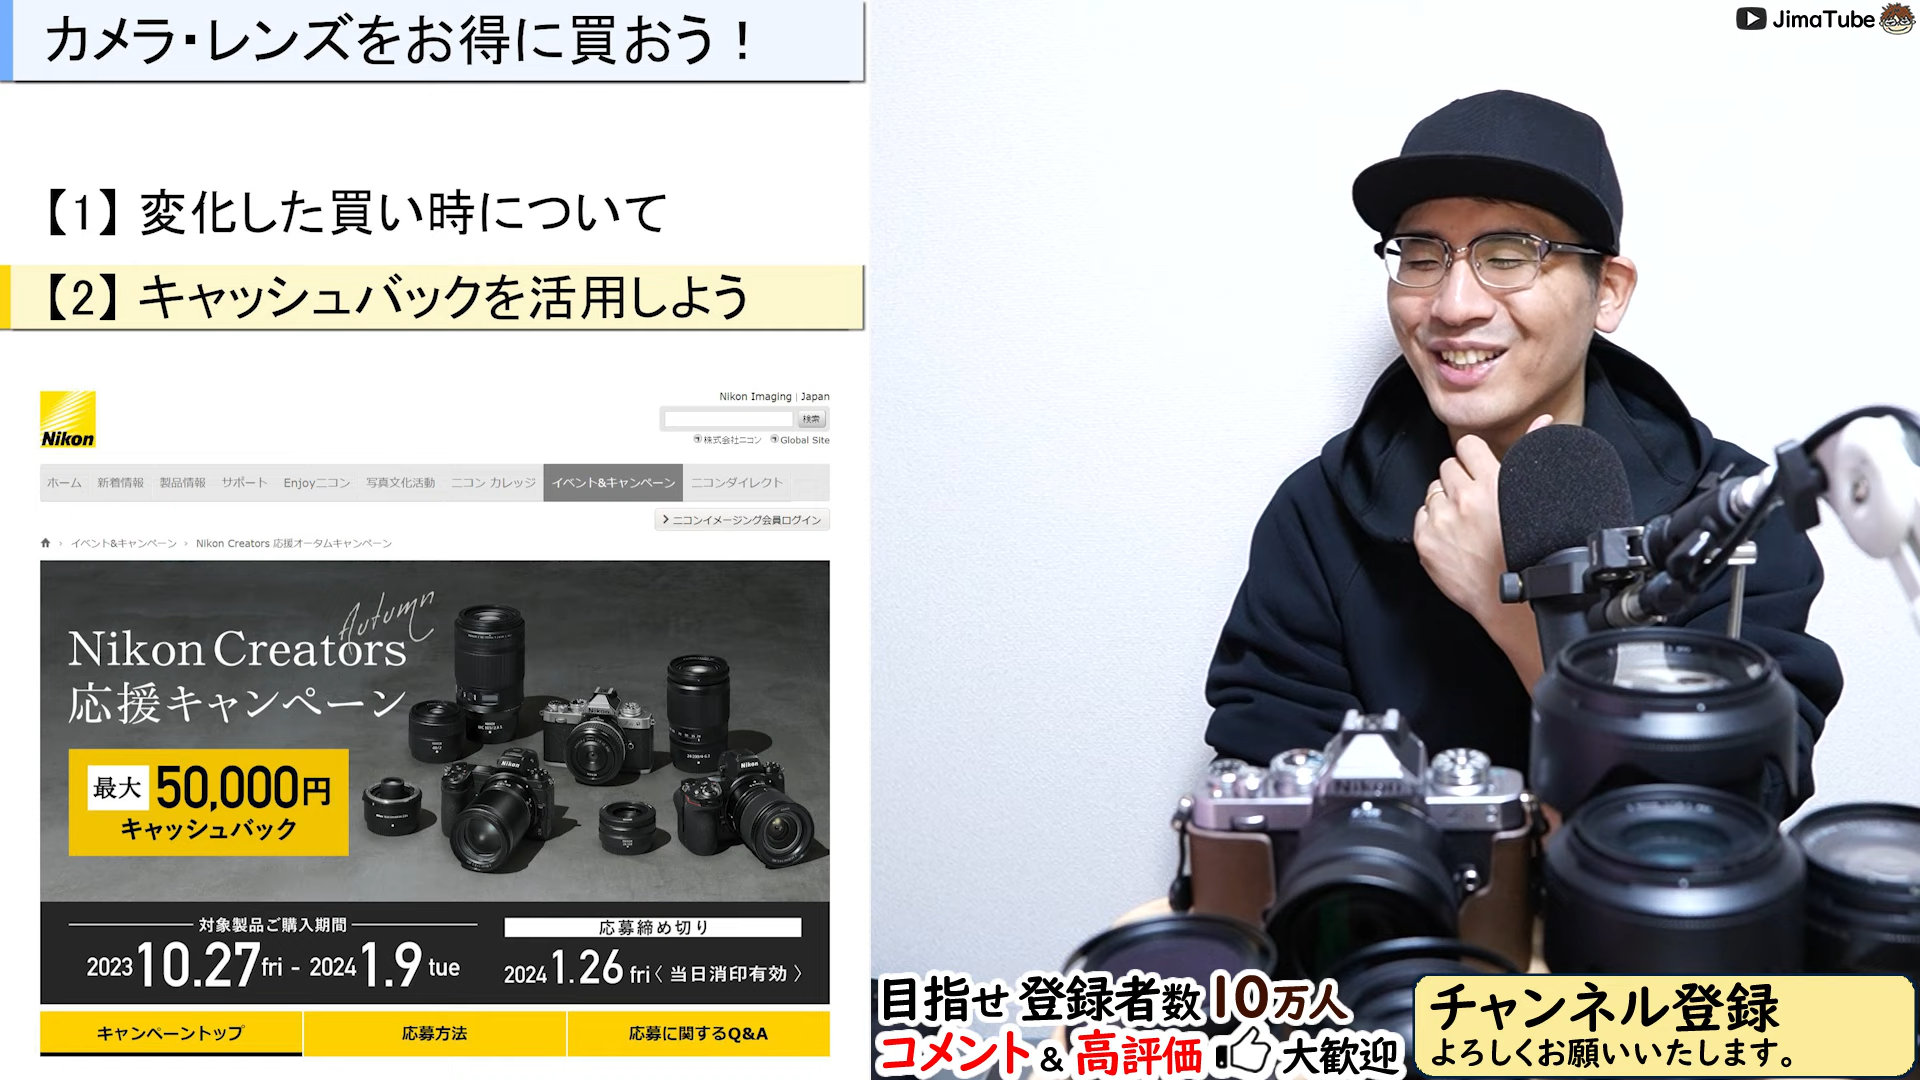 カメラ・レンズをお得に買おう！
【1】変化した買い時について
【2】キャッシュバックを活用しよう
JimaTube
Nikon
Nikon Imaging | Japan
検索
株式会社ニコン Global Site
ホーム 新着情報 製品情報 サポート Enjoyニコン 写真文化活動 ニコン カレッジ イベント&キャンペーン ニコンダイレクト
ニコンイメージング会員ログイン
イベント&キャンペーン › Nikon Creators 応援オータムキャンペーン
Autumn
Nikon Creators
応援キャンペーン
最大 50,000円
キャッシュバック
対象製品ご購入期間
2023 10.27 fri - 2024 1.9 tue
応募締め切り
2024 1.26 fri〈 当日消印有効 〉
キャンペーントップ 応募方法 応募に関するQ&A
目指せ 登録者数 10万人
コメント & 高評価 大歓迎
チャンネル登録
よろしくお願いいたします。